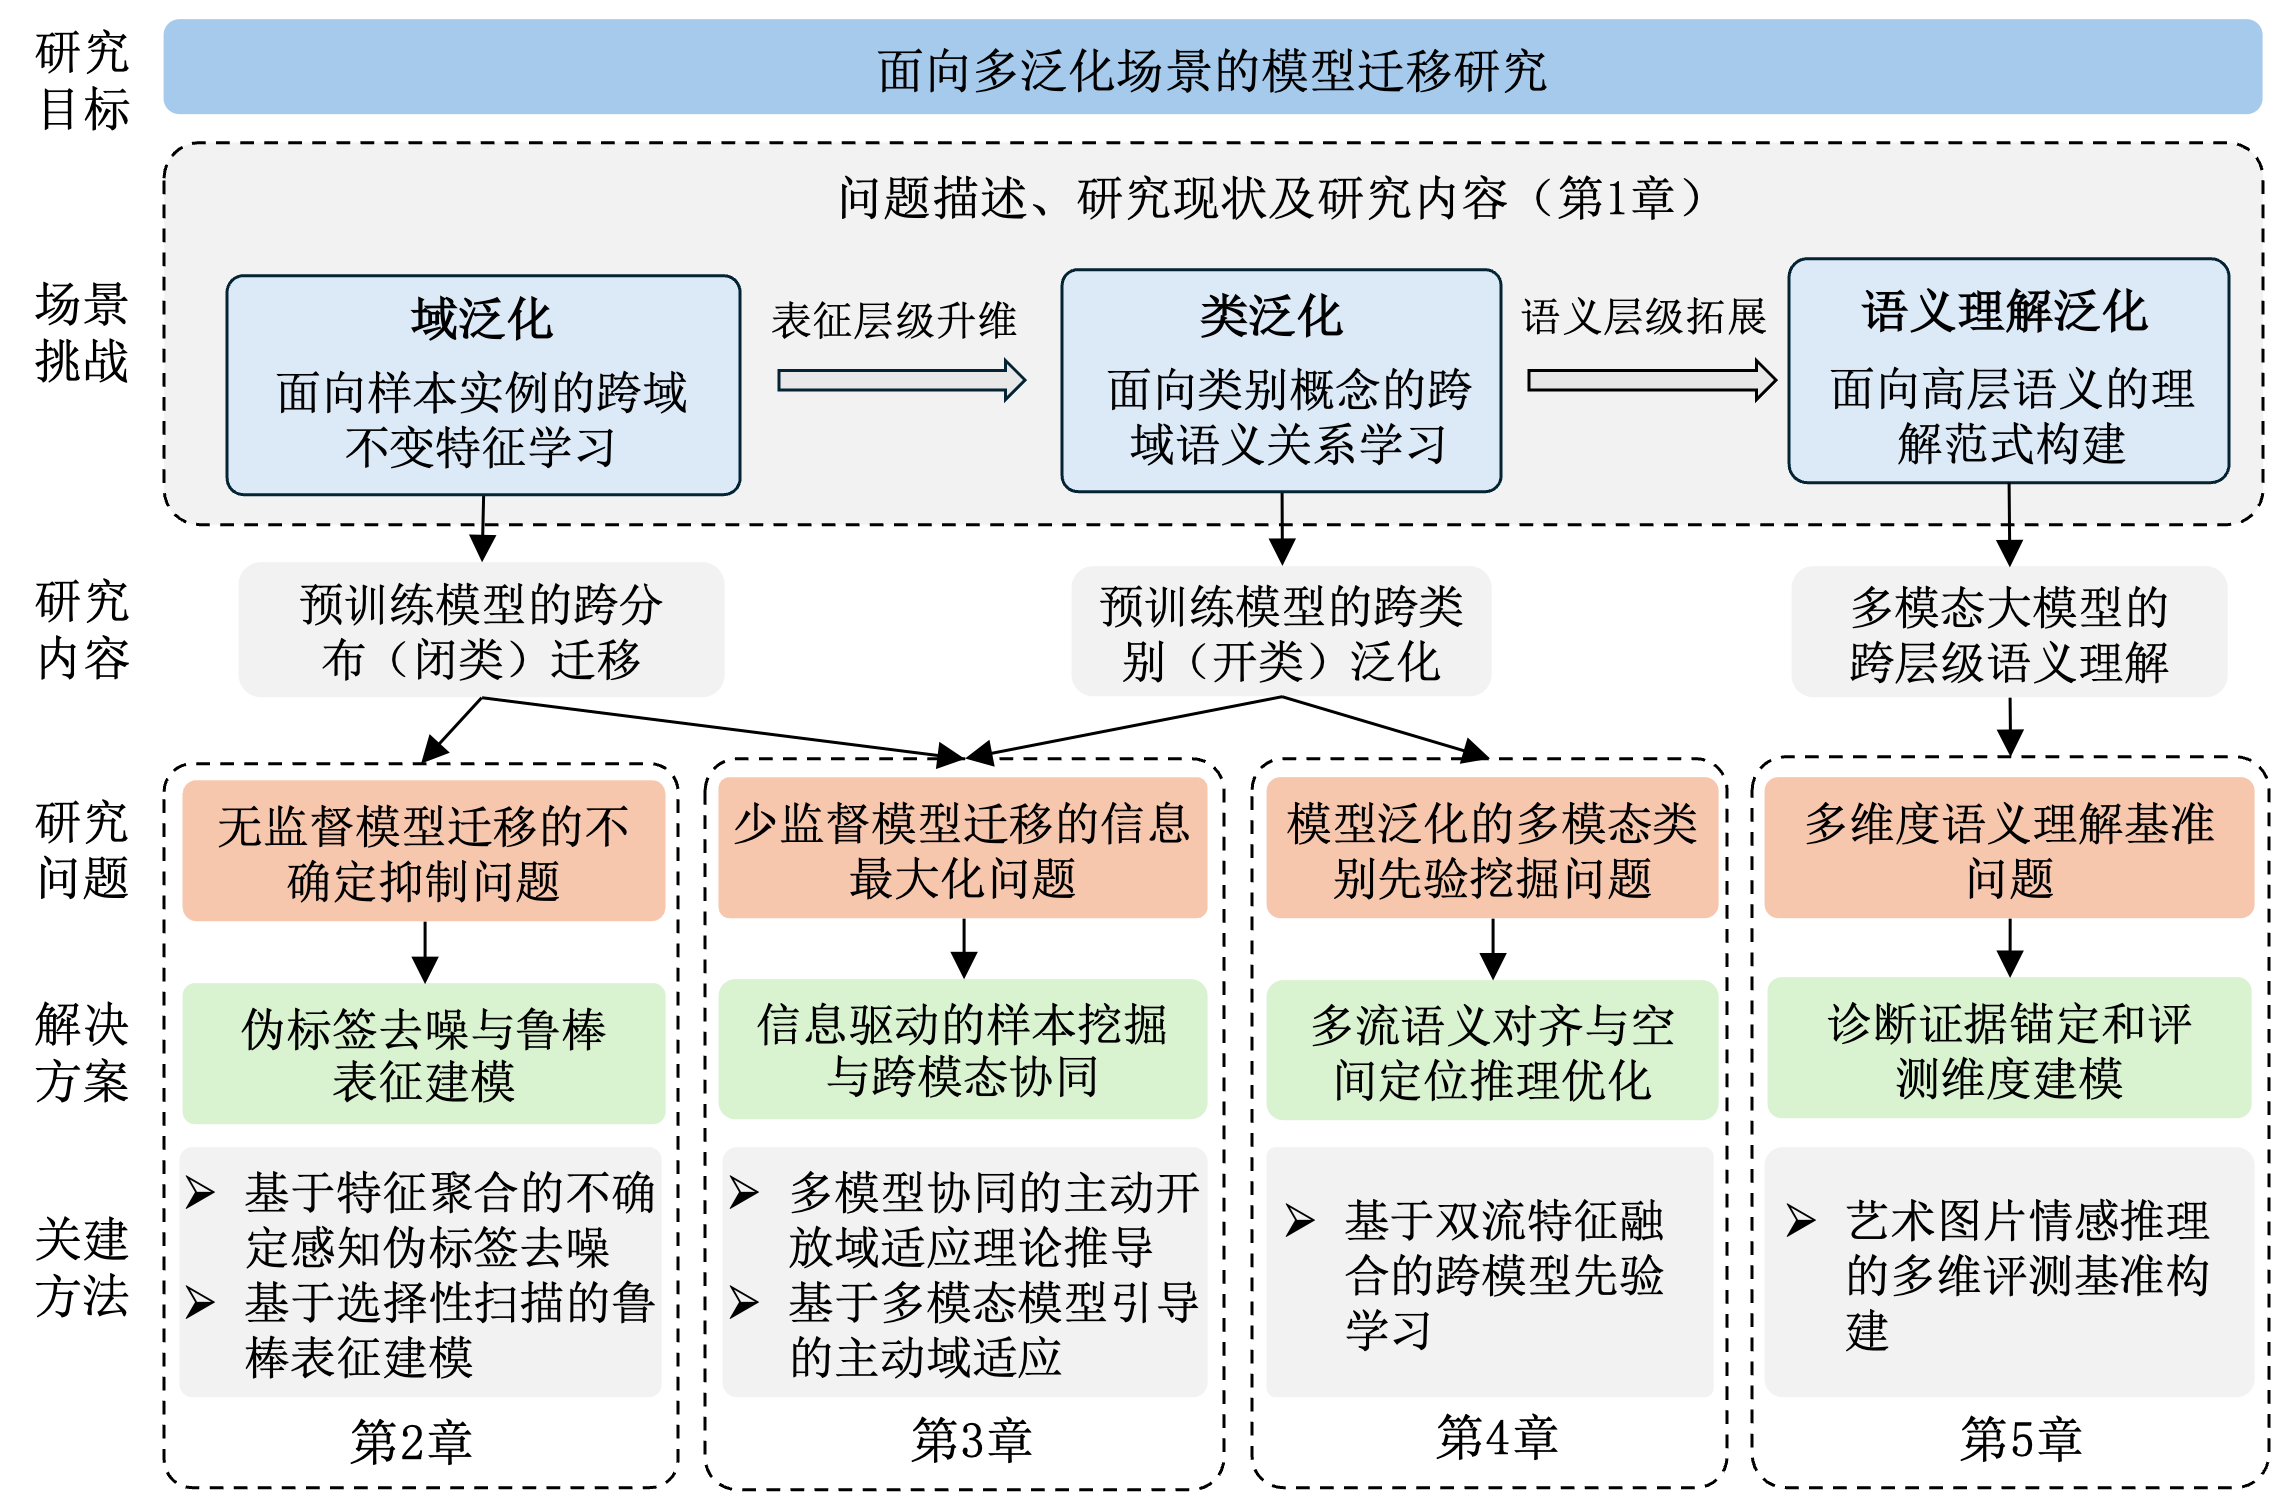 研究
目标
面向多泛化场景的模型迁移研究
场景
挑战
问题描述、研究现状及研究内容（第1章）
域泛化
面向样本实例的跨域
不变特征学习
表征层级升维
类泛化
面向类别概念的跨
域语义关系学习
语义层级拓展
语义理解泛化
面向高层语义的理
解范式构建
研究
内容
预训练模型的跨分
布（闭类）迁移
预训练模型的跨类
别（开类）泛化
多模态大模型的
跨层级语义理解
研究
问题
无监督模型迁移的不
确定抑制问题
少监督模型迁移的信息
最大化问题
模型泛化的多模态类
别先验挖掘问题
多维度语义理解基准
问题
解决
方案
伪标签去噪与鲁棒
表征建模
信息驱动的样本挖掘
与跨模态协同
多流语义对齐与空
间定位推理优化
诊断证据锚定和评
测维度建模
关建
方法
➢ 基于特征聚合的不确
定感知伪标签去噪
➢ 基于选择性扫描的鲁
棒表征建模
➢ 多模型协同的主动开
放域适应理论推导
➢ 基于多模态模型引导
的主动域适应
➢ 基于双流特征融
合的跨模型先验
学习
➢ 艺术图片情感推理
的多维评测基准构
建
第2章
第3章
第4章
第5章